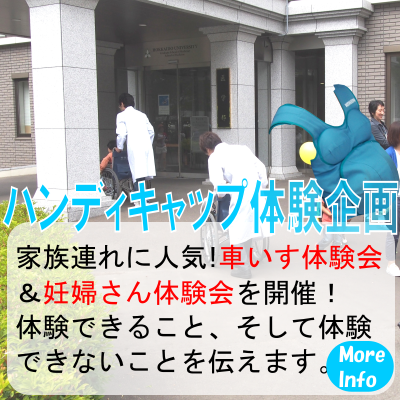 ハンディキャップ体験企画
家族連れに人気!車いす体験会
＆妊婦さん体験会を開催！
体験できること、そして体験
できないことを伝えます。
More
Info